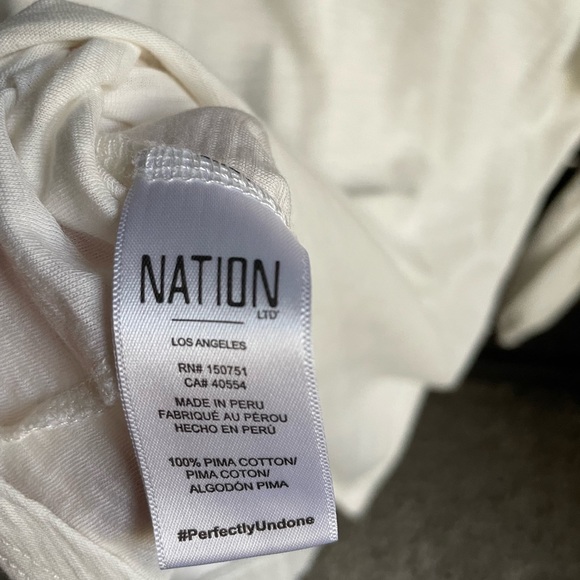 NATION
LTD
LOS ANGELES
RN# 150751
CA# 40554
MADE IN PERU
FABRIQUÉ AU PÉROU
HECHO EN PERÚ
100% PIMA COTTON/
PIMA COTON/
ALGODÓN PIMA
#PerfectlyUndone